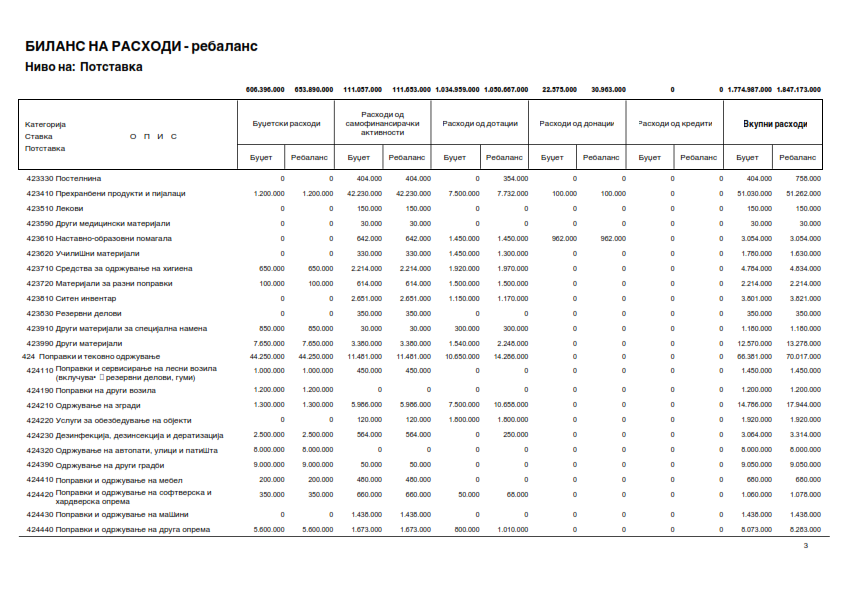 БИЛАНС НА РАСХОДИ - ребаланс
Ниво на: Потставка
606.396.000 653.890.000 111.057.000 111.653.000 1.034.959.000 1.050.667.000 22.575.000 30.963.000 0 0 1.774.987.000 1.847.173.000
Категорија
Ставка О П И С
Потставка
Буџетски расходи
Расходи од самофинансирачки активности
Расходи од дотации
Расходи од донации
Расходи од кредити
Вкупни расходи
Буџет Ребаланс Буџет Ребаланс Буџет Ребаланс Буџет Ребаланс Буџет Ребаланс Буџет Ребаланс
423330 Постелнина 0 0 404.000 404.000 0 354.000 0 0 0 0 404.000 758.000
423410 Прехранбени продукти и пијалаци 1.200.000 1.200.000 42.230.000 42.230.000 7.500.000 7.732.000 100.000 100.000 0 0 51.030.000 51.262.000
423510 Лекови 0 0 150.000 150.000 0 0 0 0 0 0 150.000 150.000
423590 Други медицински материјали 0 0 30.000 30.000 0 0 0 0 0 0 30.000 30.000
423610 Наставно-образовни помагала 0 0 642.000 642.000 1.450.000 1.450.000 962.000 962.000 0 0 3.054.000 3.054.000
423620 УчилиШни материјали 0 0 330.000 330.000 1.450.000 1.300.000 0 0 0 0 1.780.000 1.630.000
423710 Средства за одржување на хигиена 650.000 650.000 2.214.000 2.214.000 1.920.000 1.970.000 0 0 0 0 4.784.000 4.834.000
423720 Материјали за разни поправки 100.000 100.000 614.000 614.000 1.500.000 1.500.000 0 0 0 0 2.214.000 2.214.000
423810 Ситен инвентар 0 0 2.651.000 2.651.000 1.150.000 1.170.000 0 0 0 0 3.801.000 3.821.000
423830 Резервни делови 0 0 350.000 350.000 0 0 0 0 0 0 350.000 350.000
423910 Други материјали за специјална намена 850.000 850.000 30.000 30.000 300.000 300.000 0 0 0 0 1.180.000 1.180.000
423990 Други материјали 7.650.000 7.650.000 3.380.000 3.380.000 1.540.000 2.248.000 0 0 0 0 12.570.000 13.278.000
424 Поправки и тековно одржување 44.250.000 44.250.000 11.481.000 11.481.000 10.650.000 14.286.000 0 0 0 0 66.381.000 70.017.000
424110 Поправки и сервисирање на лесни возила 1.000.000 1.000.000 450.000 450.000 0 0 0 0 0 0 1.450.000 1.450.000
(вклучува• резервни делови, гуми)
424190 Поправки на други возила 1.200.000 1.200.000 0 0 0 0 0 0 0 0 1.200.000 1.200.000
424210 Одржување на згради 1.300.000 1.300.000 5.986.000 5.986.000 7.500.000 10.658.000 0 0 0 0 14.786.000 17.944.000
424220 Услуги за обезбедување на објекти 0 0 120.000 120.000 1.800.000 1.800.000 0 0 0 0 1.920.000 1.920.000
424230 Дезинфекција, дезинсекција и дератизација 2.500.000 2.500.000 564.000 564.000 0 250.000 0 0 0 0 3.064.000 3.314.000
424320 Одржување на автопати, улици и патиШта 8.000.000 8.000.000 0 0 0 0 0 0 0 0 8.000.000 8.000.000
424390 Одржување на други градби 9.000.000 9.000.000 50.000 50.000 0 0 0 0 0 0 9.050.000 9.050.000
424410 Поправки и одржување на мебел 200.000 200.000 480.000 480.000 0 0 0 0 0 0 680.000 680.000
424420 Поправки и одржување на софтверска и 350.000 350.000 660.000 660.000 50.000 68.000 0 0 0 0 1.060.000 1.078.000
хардверска опрема
424430 Поправки и одржување на маШини 0 0 1.438.000 1.438.000 0 0 0 0 0 0 1.438.000 1.438.000
424440 Поправки и одржување на друга опрема 5.600.000 5.600.000 1.673.000 1.673.000 800.000 1.010.000 0 0 0 0 8.073.000 8.283.000
3